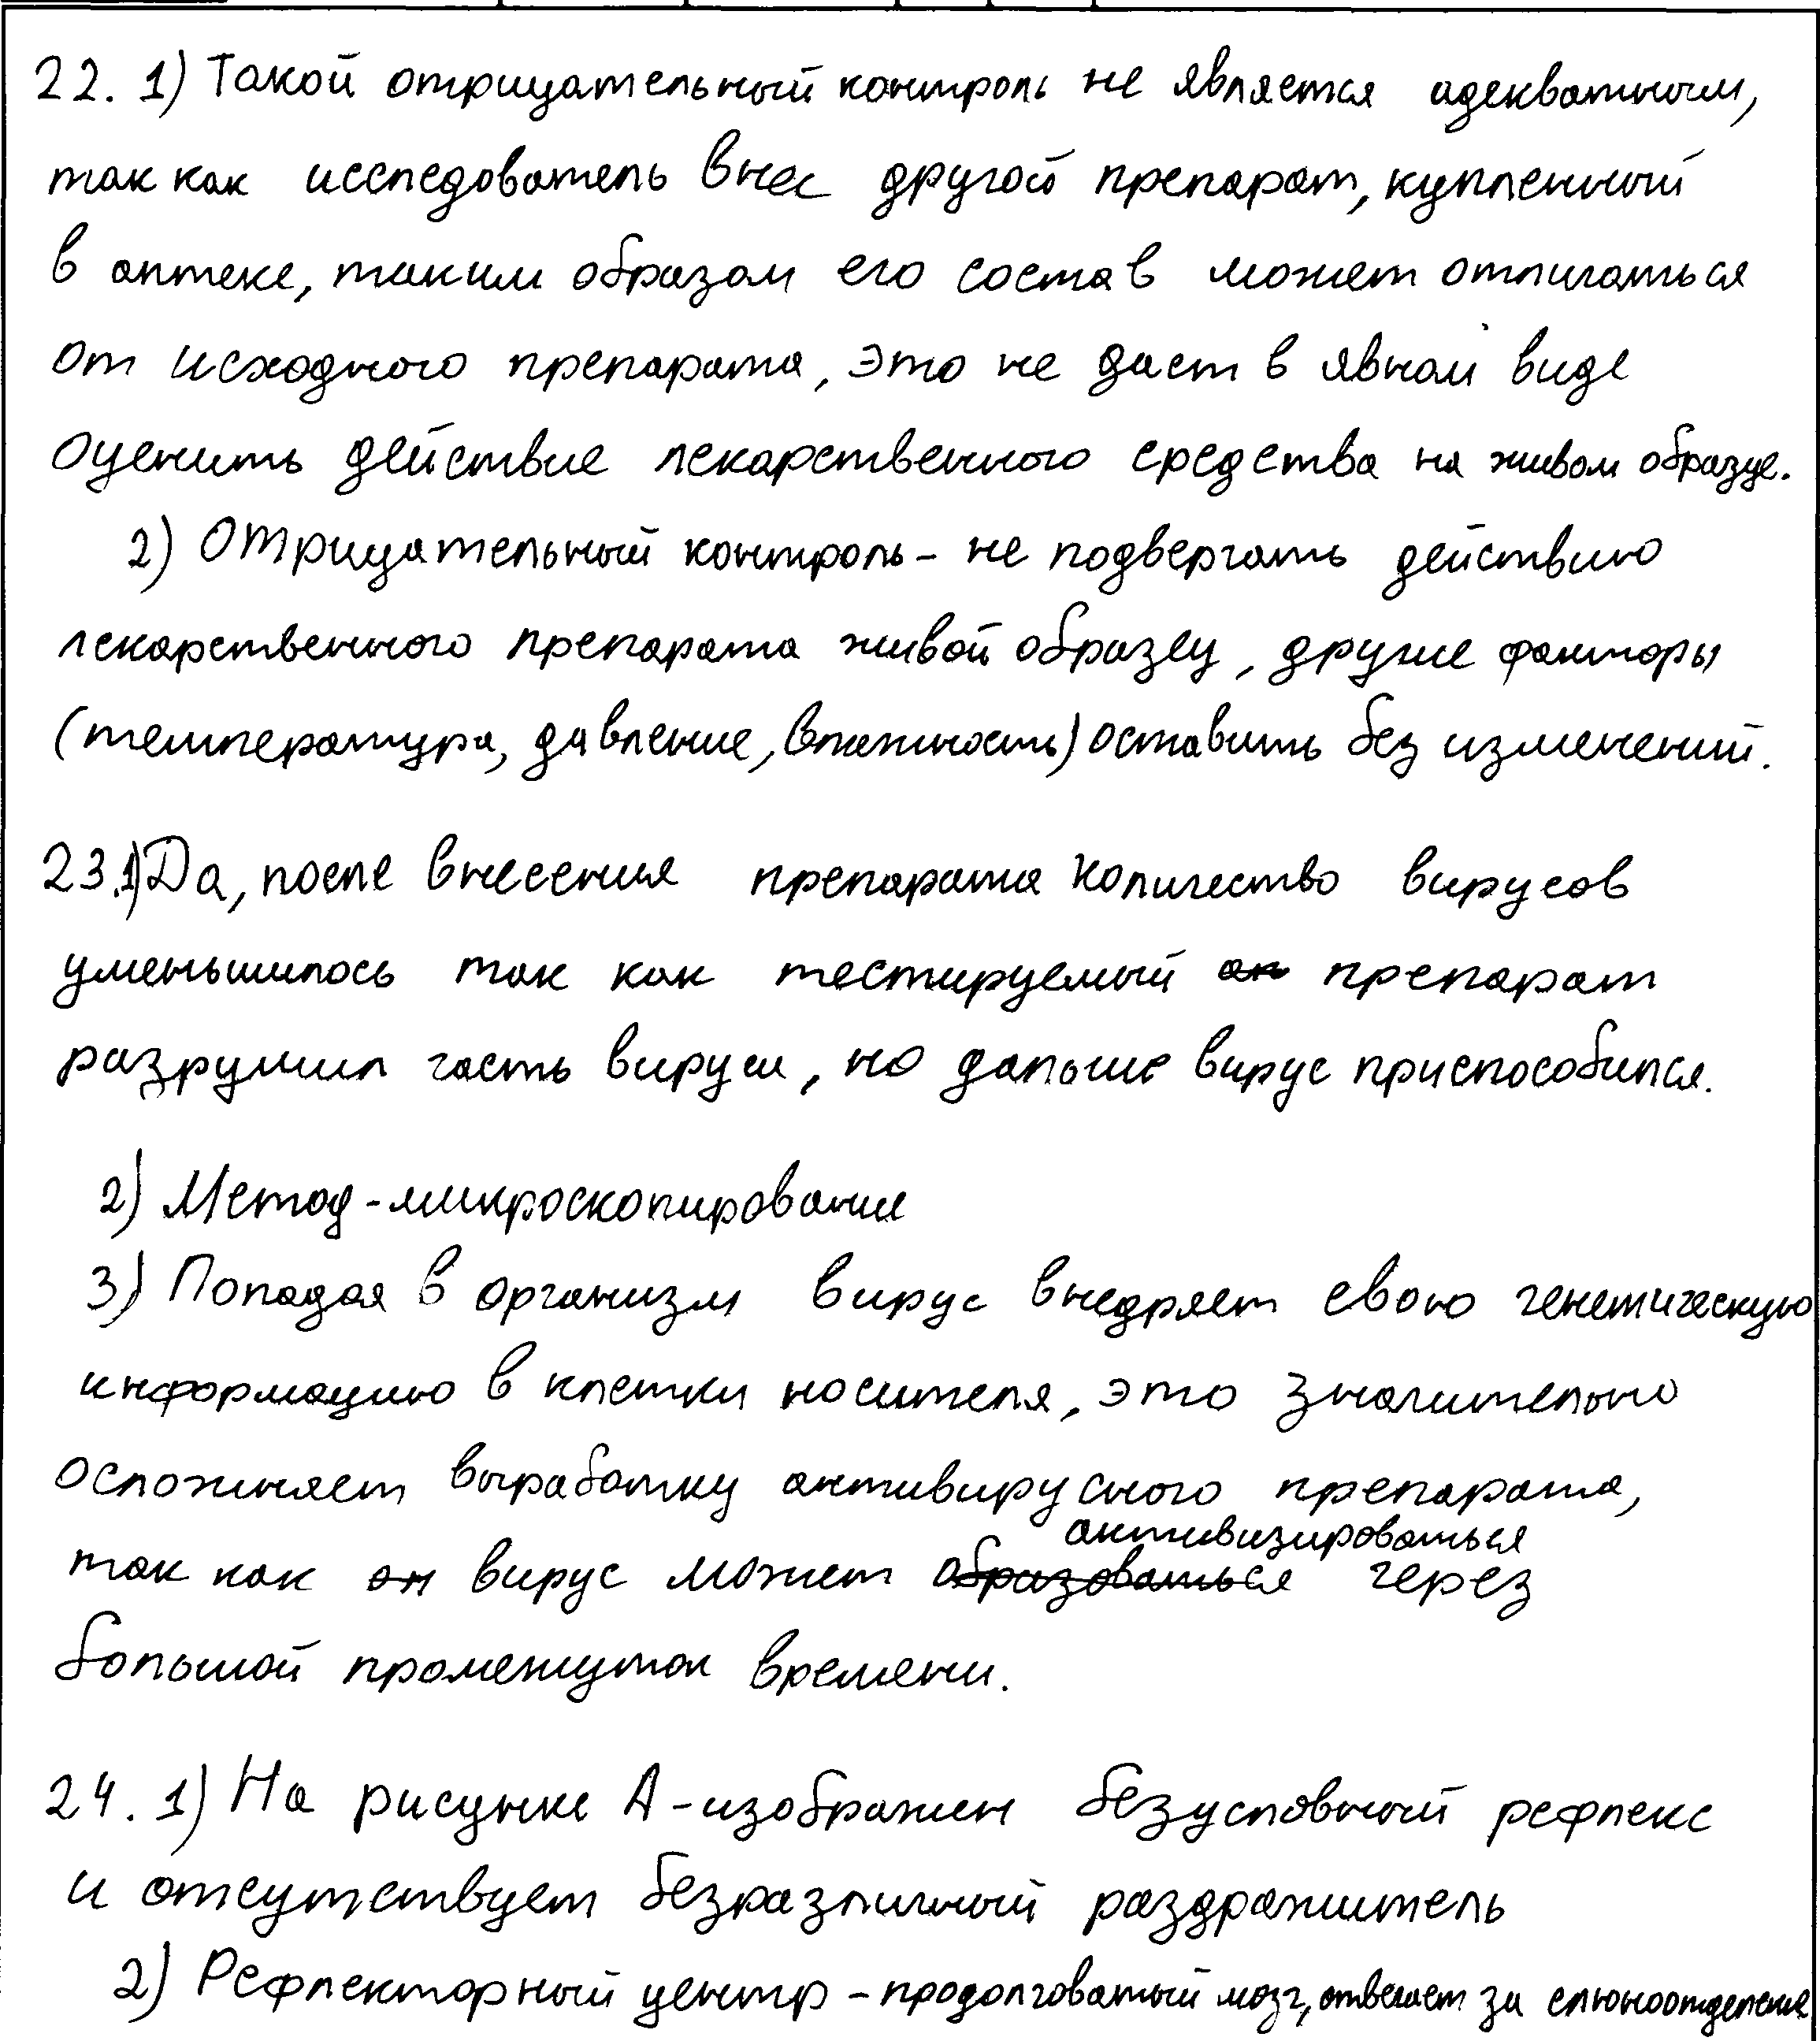 22. 1) Такой отрицательный контроль не является адекватным,
так как исследователь внес другой препарат, купленный
в аптеке, таким образом его состав может отличаться
от исходного препарата, это не даст в явном виде
оценить действие лекарственного средства на живом образце.
2) Отрицательный контроль - не подвергать действию
лекарственного препарата живой образец, другие факторы
(температура, давление, влажность) оставить без изменений.
23.1) Да, после внесения препарата количество вирусов
уменьшилось так как тестируемый препарат
разрушил часть вируса, но дальше вирус приспособился.
2) Метод - микроскопирование
3) Попадая в организм вирус внедряет свою генетическую
информацию в клетки носителя, это значительно
осложняет выработку антивирусного препарата,
активизироваться
так как он вирус может образоваться через
большой промежуток времени.
24. 1) На рисунке А - изображен безусловный рефлекс
и отсутствует безразличный раздражитель
2) Рефлекторный центр - продолговатый мозг, отвечает за слюноотделение